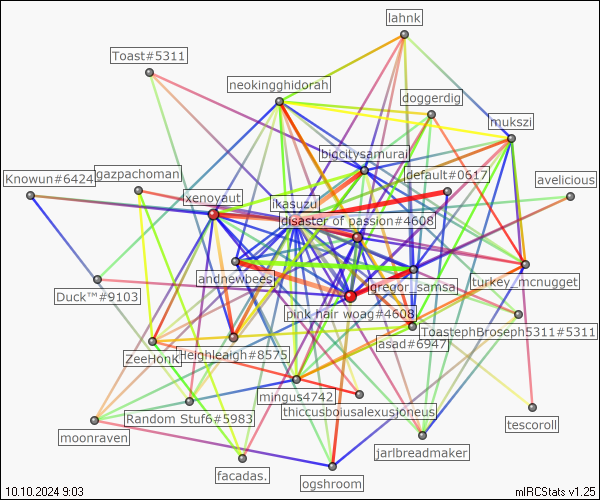 lahnk
Toast#5311
neokingghidorah
doggerdig
mukszi
bigcitysamurai
Knowun#6424
gazpachoman
default#0617
avelicious
xenovaut
ikasuzu
disaster of passion#4608
andnewbees
gregor_samsa
turkey_mcnugget
Duck™#9103
pink hair woag#4608
ToastephBroseph5311#5311
asad#6947
ZeeHonk
Heighleaigh#8575
mingus4742
thiccusboiusalexusjoneus
Random Stuf6#5983
tescoroll
moonraven
jarlbreadmaker
facadas.
ogshroom
10.10.2024 9:03
mIRCStats v1.25